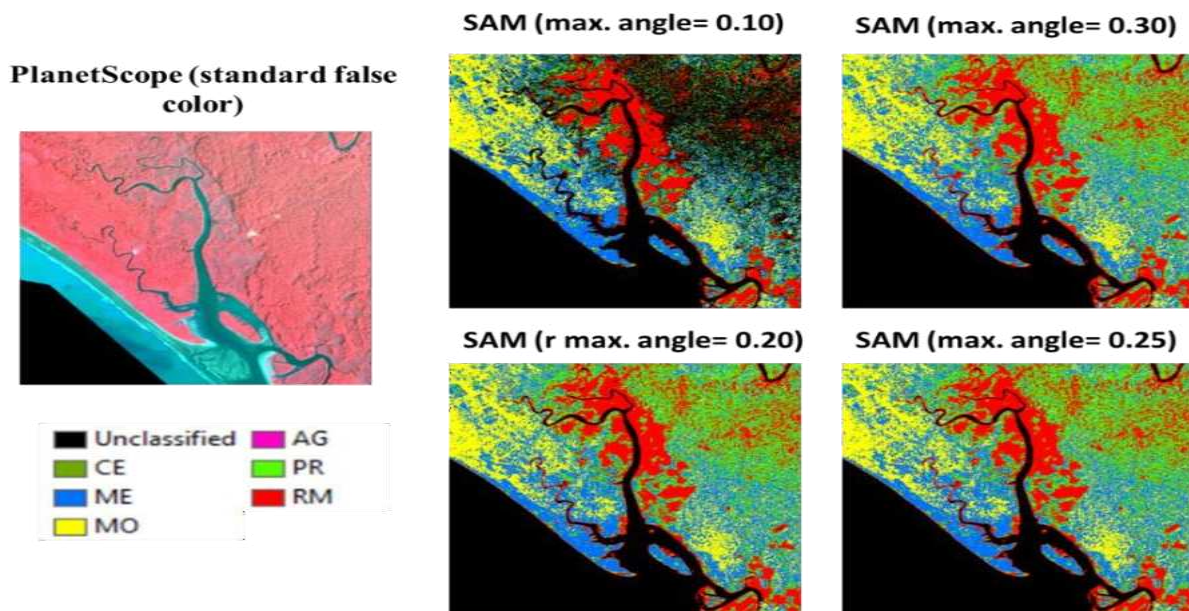 PlanetScope (standard false
color)
Unclassified
AG
CE
PR
ME
RM
MO
SAM (max. angle= 0.10)
SAM (max. angle= 0.30)
SAM (r max. angle= 0.20)
SAM (max. angle= 0.25)